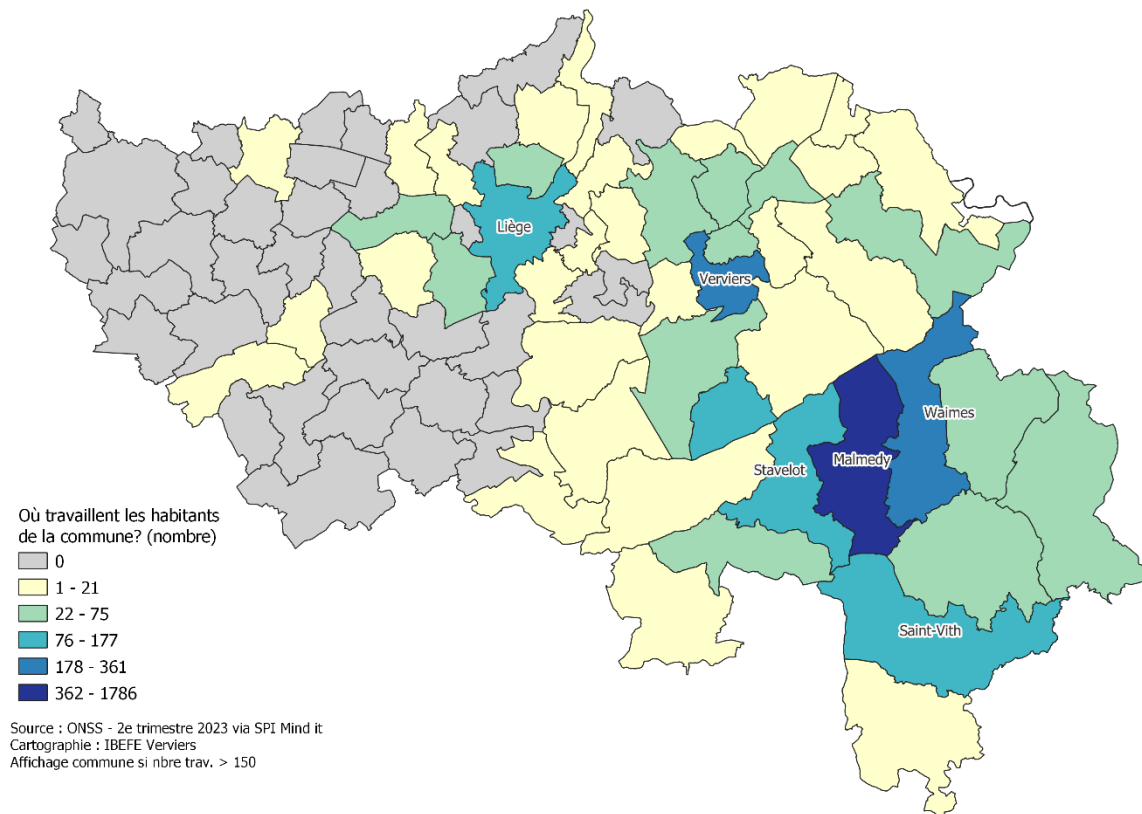 Liège
Verviers
Waimes
Stavelot
Malmedy
Saint-Vith
Où travaillent les habitants
de la commune? (nombre)
0
1 - 21
22 - 75
76 - 177
178 - 361
362 - 1786
Source : ONSS - 2e trimestre 2023 via SPI Mind it
Cartographie : IBEFE Verviers
Affichage commune si nbre trav. > 150